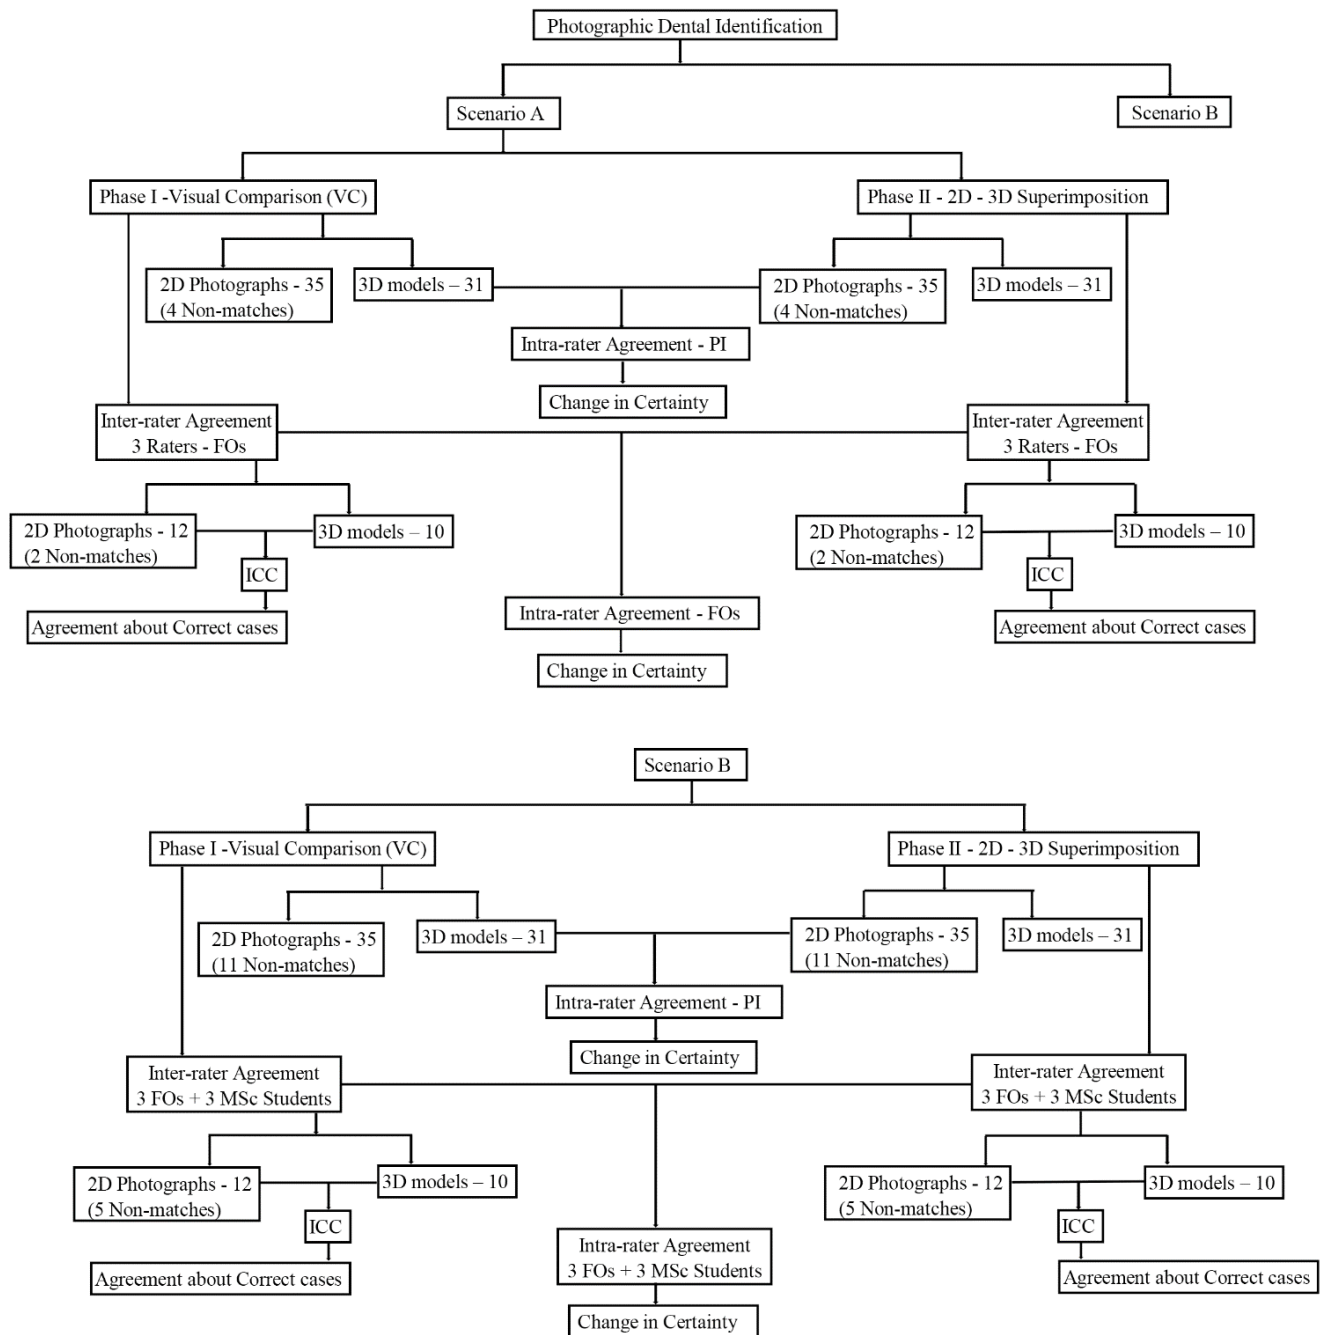 Photographic Dental Identification
Scenario A
Scenario B
Phase I -Visual Comparison (VC)
Phase II - 2D - 3D Superimposition
2D Photographs - 35
(4 Non-matches)
3D models – 31
2D Photographs - 35
(4 Non-matches)
3D models – 31
Intra-rater Agreement - PI
Change in Certainty
Inter-rater Agreement
3 Raters - FOs
Inter-rater Agreement
3 Raters - FOs
2D Photographs - 12
(2 Non-matches)
3D models – 10
2D Photographs - 12
(2 Non-matches)
3D models – 10
ICC
ICC
Agreement about Correct cases
Intra-rater Agreement - FOs
Agreement about Correct cases
Change in Certainty
Scenario B
Phase I -Visual Comparison (VC)
Phase II - 2D - 3D Superimposition
2D Photographs - 35
(11 Non-matches)
3D models – 31
2D Photographs - 35
(11 Non-matches)
3D models – 31
Intra-rater Agreement - PI
Change in Certainty
Inter-rater Agreement
3 FOs + 3 MSc Students
Inter-rater Agreement
3 FOs + 3 MSc Students
2D Photographs - 12
(5 Non-matches)
3D models – 10
2D Photographs - 12
(5 Non-matches)
3D models – 10
ICC
ICC
Agreement about Correct cases
Intra-rater Agreement
3 FOs + 3 MSc Students
Agreement about Correct cases
Change in Certainty